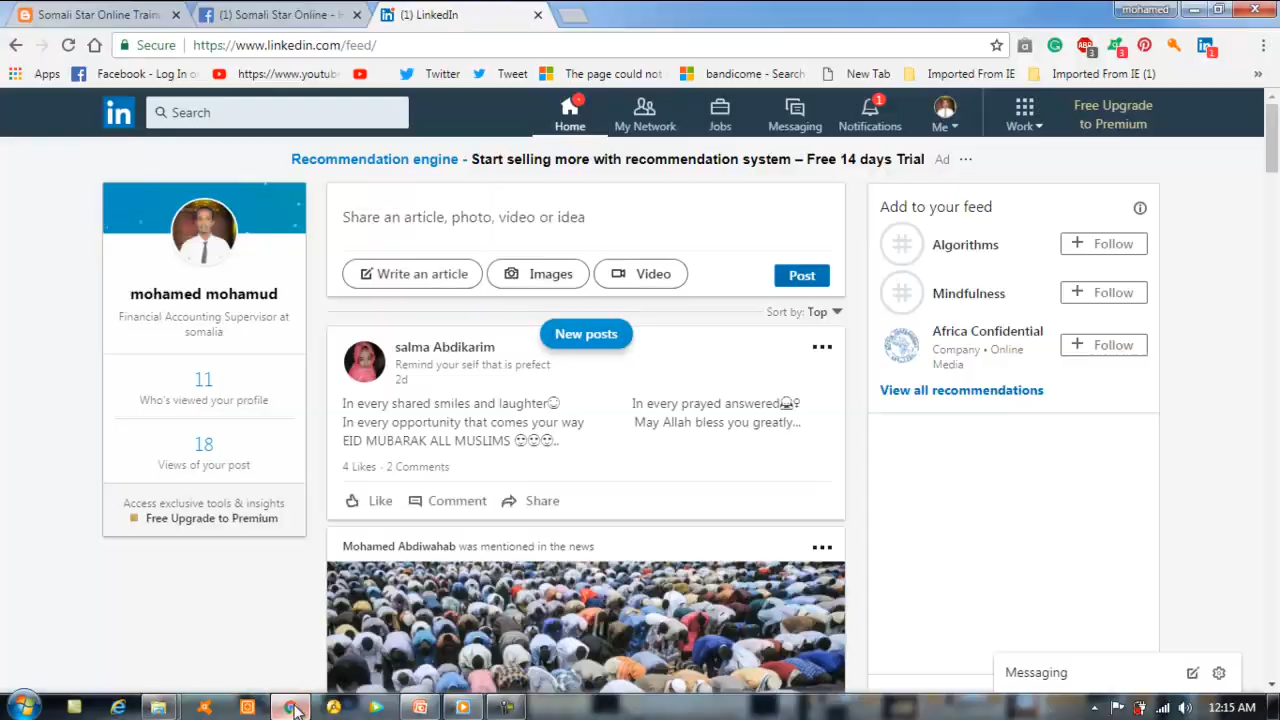 Somali Star Online Traini
(1) Somali Star Online - H
(1) LinkedIn
mohamed
Secure
https://www.linkedin.com/feed/
Apps
Facebook - Log In o
https://www.youtube
Twitter
Tweet
The page could not
bandicome - Search
New Tab
Imported From IE
Imported From IE (1)
in
Search
Home
My Network
Jobs
Messaging
Notifications
Me
Work
Free Upgrade
to Premium
Recommendation engine - Start selling more with recommendation system – Free 14 days Trial Ad
mohamed mohamud
Financial Accounting Supervisor at
somalia
11
Who's viewed your profile
18
Views of your post
Access exclusive tools & insights
Free Upgrade to Premium
Share an article, photo, video or idea
Write an article
Images
Video
Post
Sort by: Top
New posts
salma Abdikarim
Remind your self that is prefect
2d
In every shared smiles and laughter☺ In every prayed answered
In every opportunity that comes your way May Allah bless you greatly...
EID MUBARAK ALL MUSLIMS ☺☺☺..
4 Likes · 2 Comments
Like
Comment
Share
Mohamed Abdiwahab was mentioned in the news
Add to your feed
Algorithms
+ Follow
Mindfulness
+ Follow
Africa Confidential
Company • Online
Media
+ Follow
View all recommendations
Messaging
12:15 AM